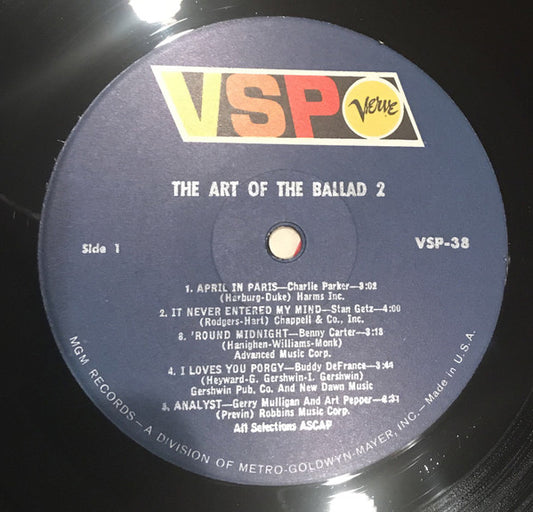 VSP Verve
THE ART OF THE BALLAD 2
Side 1
VSP-38
1. APRIL IN PARIS—Charlie Parker—3:02
(Harburg-Duke) Harms Inc.
2. IT NEVER ENTERED MY MIND—Stan Getz—4:00
(Rodgers-Hart) Chappell & Co., Inc.
3. 'ROUND MIDNIGHT—Benny Carter—3:13
(Hanighen-Williams-Monk)
Advanced Music Corp.
4. I LOVES YOU PORGY—Buddy DeFrance—3:44
(Heyward-G. Gershwin-I. Gershwin)
Gershwin Pub. Co. And New Dawn Music
5. ANALYST—Gerry Mulligan And Art Pepper—4:31
(Previn) Robbins Music Corp.
All Selections ASCAP
MGM RECORDS—A DIVISION OF METRO-GOLDWYN-MAYER, INC.—Made in U.S.A.